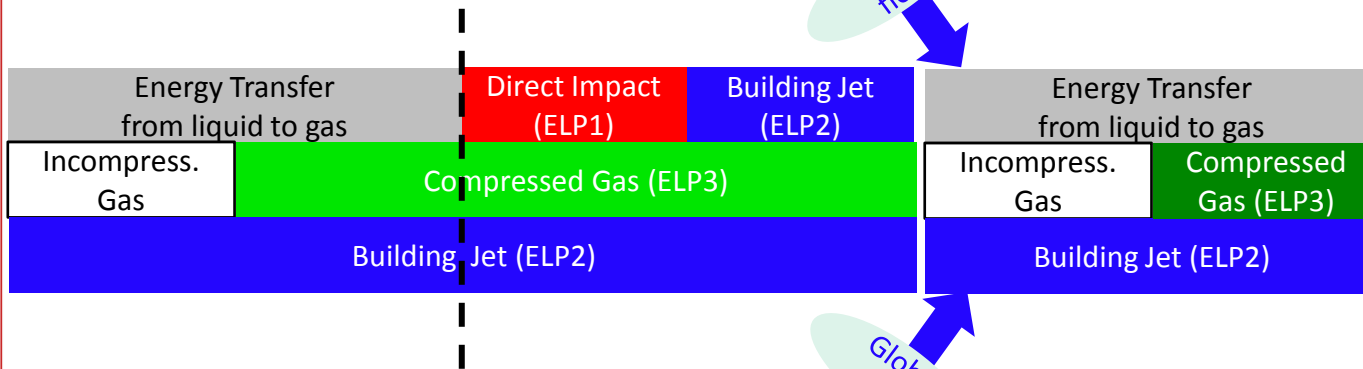 Energy Transfer
from liquid to gas
Direct Impact
(ELP1)
Building Jet
(ELP2)
Energy Transfer
from liquid to gas
Incompress.
Gas
Compressed Gas (ELP3)
Incompress.
Gas
Compressed
Gas (ELP3)
Building Jet (ELP2)
Building Jet (ELP2)